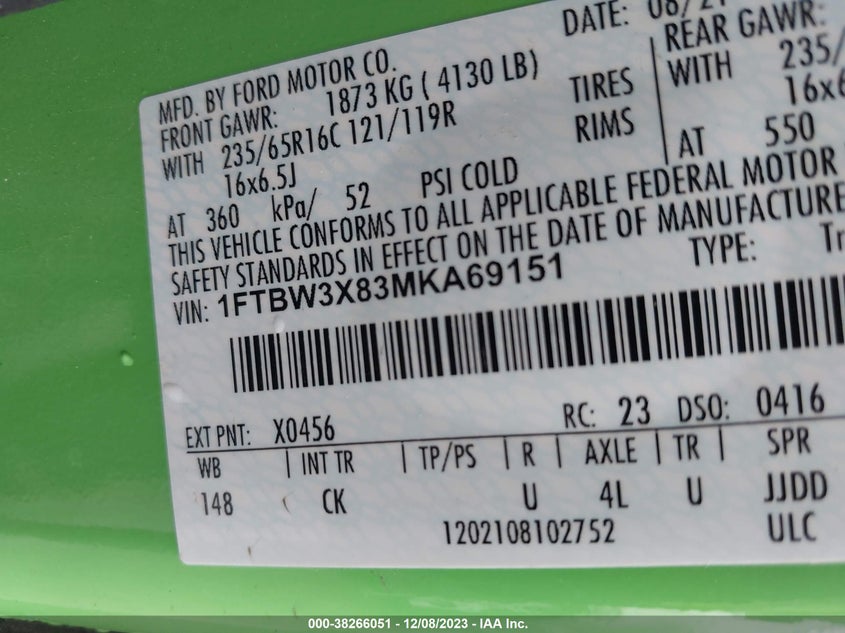 DATE: 08/21
MFD. BY FORD MOTOR CO.
FRONT GAWR: 1873 KG ( 4130 LB) REAR GAWR:
WITH 235/65R16C 121/119R TIRES WITH 235/
16x6.5J RIMS 16x6
AT 360 kPa/ 52 PSI COLD AT 550
THIS VEHICLE CONFORMS TO ALL APPLICABLE FEDERAL MOTOR
SAFETY STANDARDS IN EFFECT ON THE DATE OF MANUFACTURE
VIN: 1FTBW3X83MKA69151 TYPE: Tr
EXT PNT: X0456 RC: 23 DSO: 0416
WB | INT TR | TP/PS | R | AXLE | TR | SPR
148 CK U 4L U JJDD
1202108102752 ULC
000-38266051 - 12/08/2023 - IAA Inc.